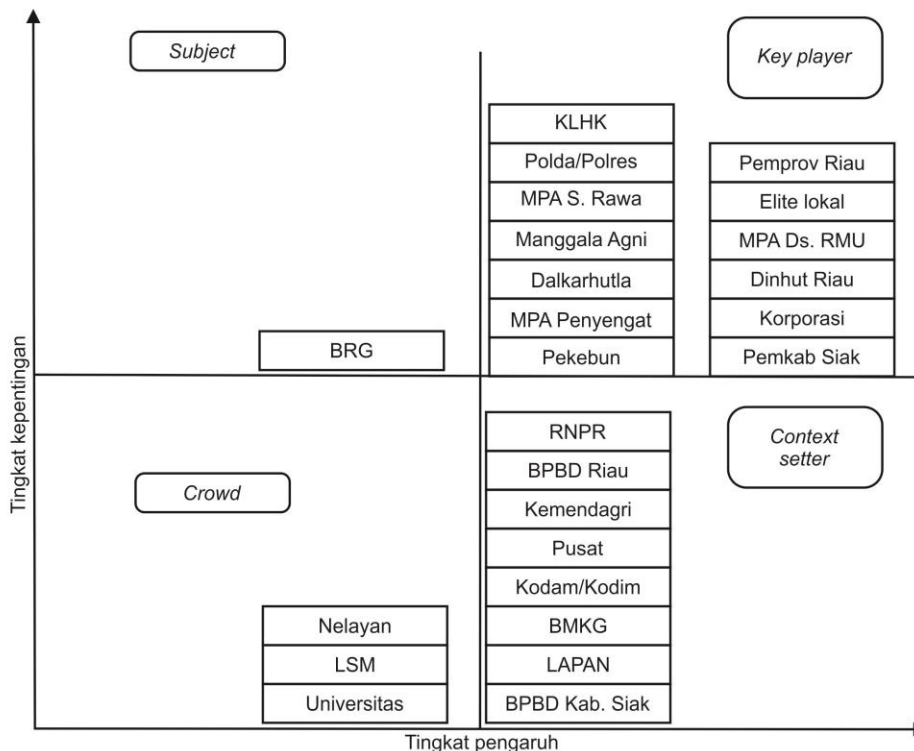 Subject
Key player
KLHK
Polda/Polres
MPA S. Rawa
Manggala Agni
Dalkarhutla
MPA Penyengat
Pekebun
Pemprov Riau
Elite lokal
MPA Ds. RMU
Dinhut Riau
Korporasi
Pemkab Siak
BRG
Tingkat kepentingan
Crowd
Context
setter
RNPR
BPBD Riau
Kemendagri
Pusat
Kodam/Kodim
BMKG
LAPAN
BPBD Kab. Siak
Nelayan
LSM
Universitas
Tingkat pengaruh